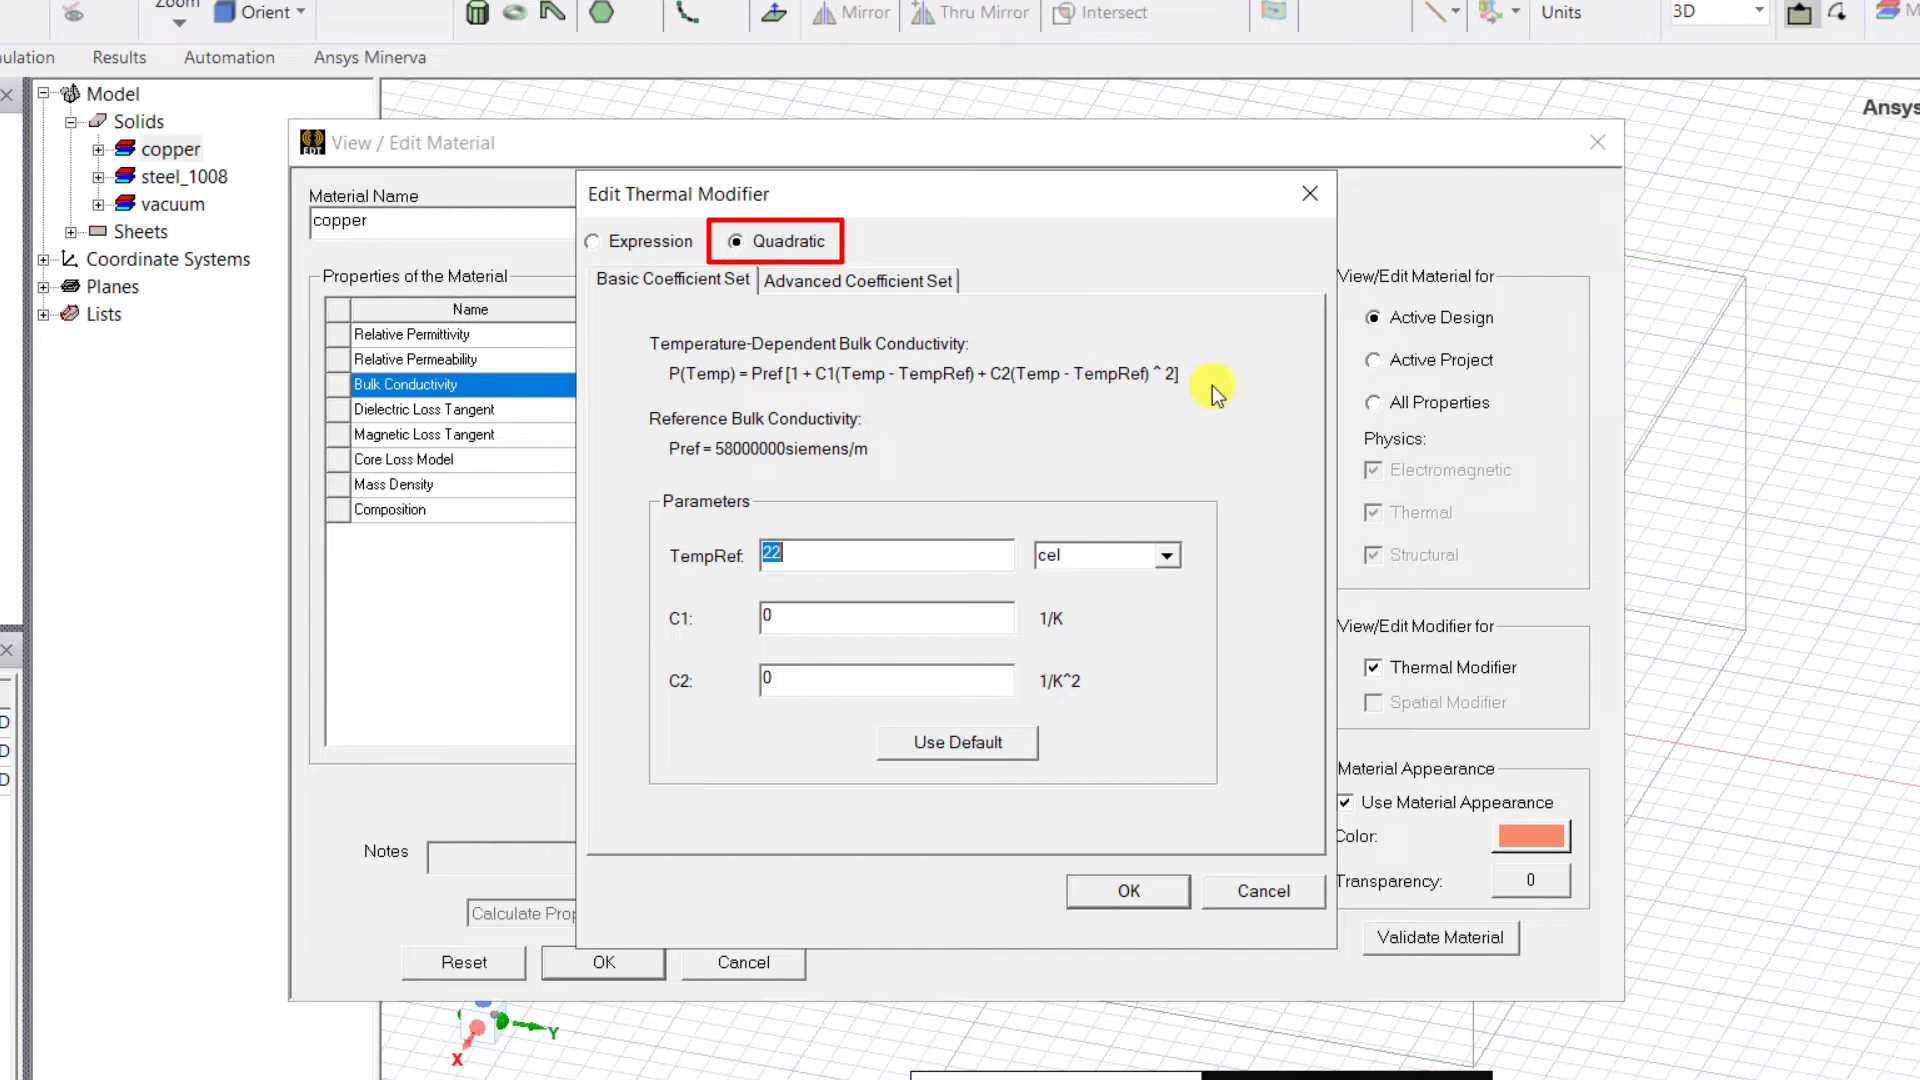 Zoom
Orient
Mirror
Thru Mirror
Intersect
Units
3D
Results
Automation
Ansys Minerva
Model
Solids
copper
steel_1008
vacuum
Sheets
Coordinate Systems
Planes
Lists
Ansys
View / Edit Material
Material Name
copper
Properties of the Material
Name
Relative Permittivity
Relative Permeability
Bulk Conductivity
Dielectric Loss Tangent
Magnetic Loss Tangent
Core Loss Model
Mass Density
Composition
Notes
Calculate Prop
Reset
OK
Cancel
Edit Thermal Modifier
Expression
Quadratic
Basic Coefficient Set
Advanced Coefficient Set
Temperature-Dependent Bulk Conductivity:
P(Temp) = Pref [1 + C1(Temp - TempRef) + C2(Temp - TempRef) ^ 2]
Reference Bulk Conductivity:
Pref = 58000000siemens/m
Parameters
TempRef: 22 cel
C1: 0 1/K
C2: 0 1/K^2
Use Default
OK
Cancel
View/Edit Material for
Active Design
Active Project
All Properties
Physics:
Electromagnetic
Thermal
Structural
View/Edit Modifier for
Thermal Modifier
Spatial Modifier
Material Appearance
Use Material Appearance
Color:
Transparency: 0
Validate Material
Y
X